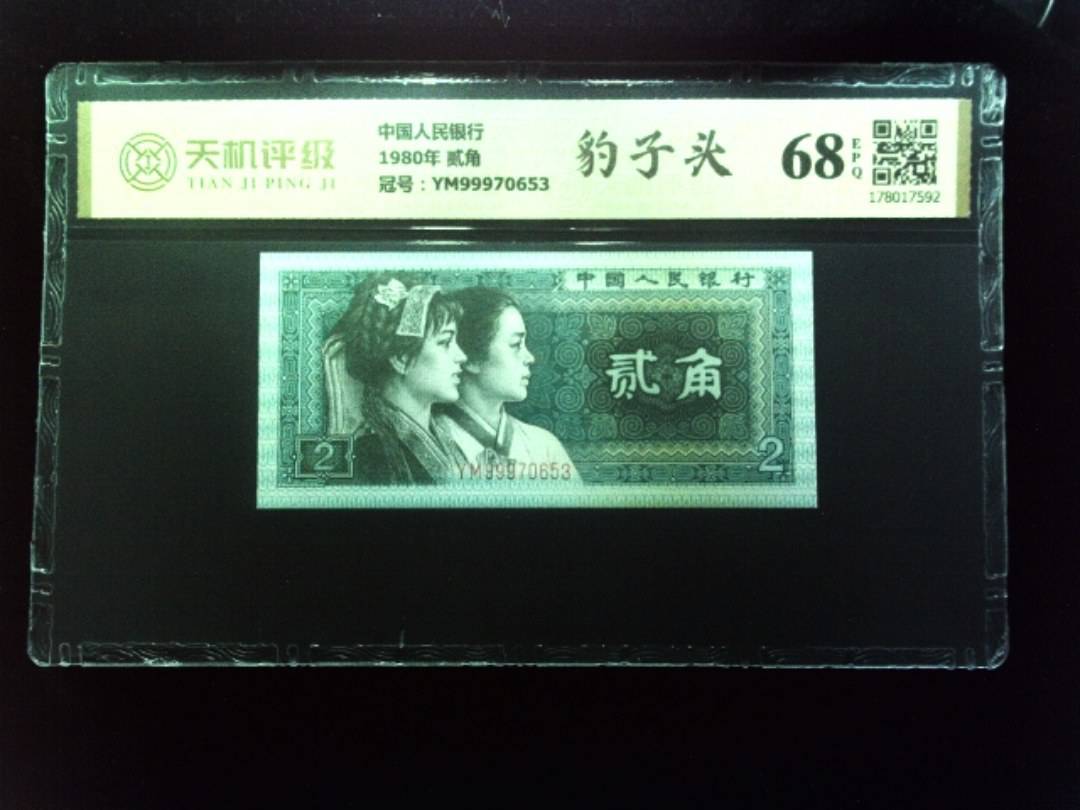 天机评级
TIAN JI PING JI
中国人民银行
1980年 贰角
冠号：YM99970653
豹子头
68
EPQ
178017592
中国人民银行
贰角
2
2
YM99970653